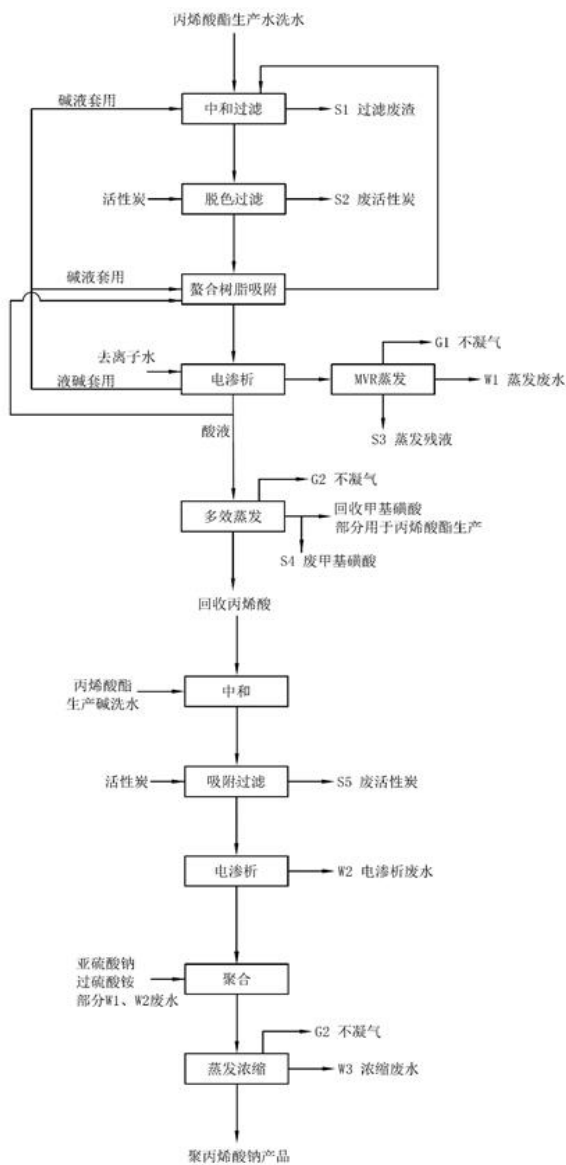 丙烯酸酯生产水洗水
碱液套用
中和过滤
S1 过滤废渣
活性炭
脱色过滤
S2 废活性炭
碱液套用
螯合树脂吸附
去离子水
G1 不凝气
液碱套用
电渗析
MVR蒸发
W1 蒸发废水
酸液
S3 蒸发残液
G2 不凝气
多效蒸发
回收甲基磺酸
部分用于丙烯酸酯生产
S4 废甲基磺酸
回收丙烯酸
丙烯酸酯
生产碱洗水
中和
活性炭
吸附过滤
S5 废活性炭
电渗析
W2 电渗析废水
亚硫酸钠
过硫酸铵
部分W1、W2废水
聚合
G2 不凝气
蒸发浓缩
W3 浓缩废水
聚丙烯酸钠产品